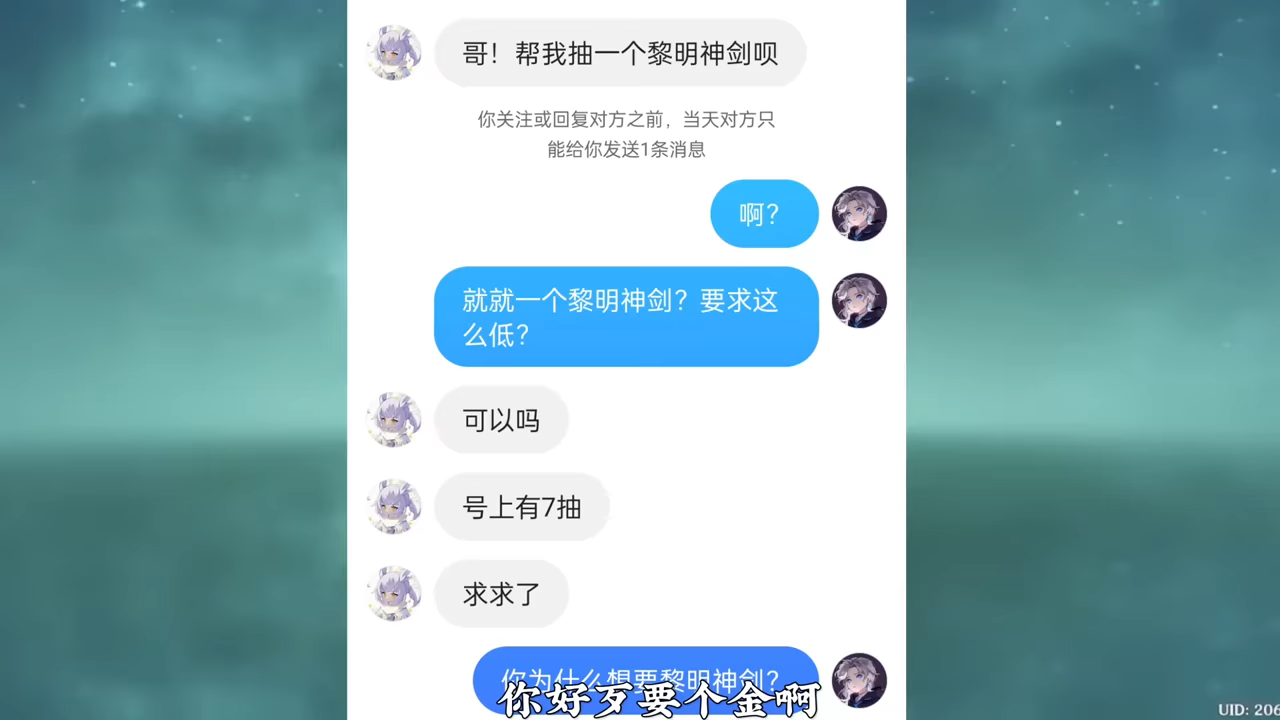 哥！帮我抽一个黎明神剑呗
你关注或回复对方之前，当天对方只
能给你发送1条消息
啊？
就就一个黎明神剑？要求这
么低？
可以吗
号上有7抽
求求了
你为什么想要黎明神剑？
你好歹要个金啊
UID: 206